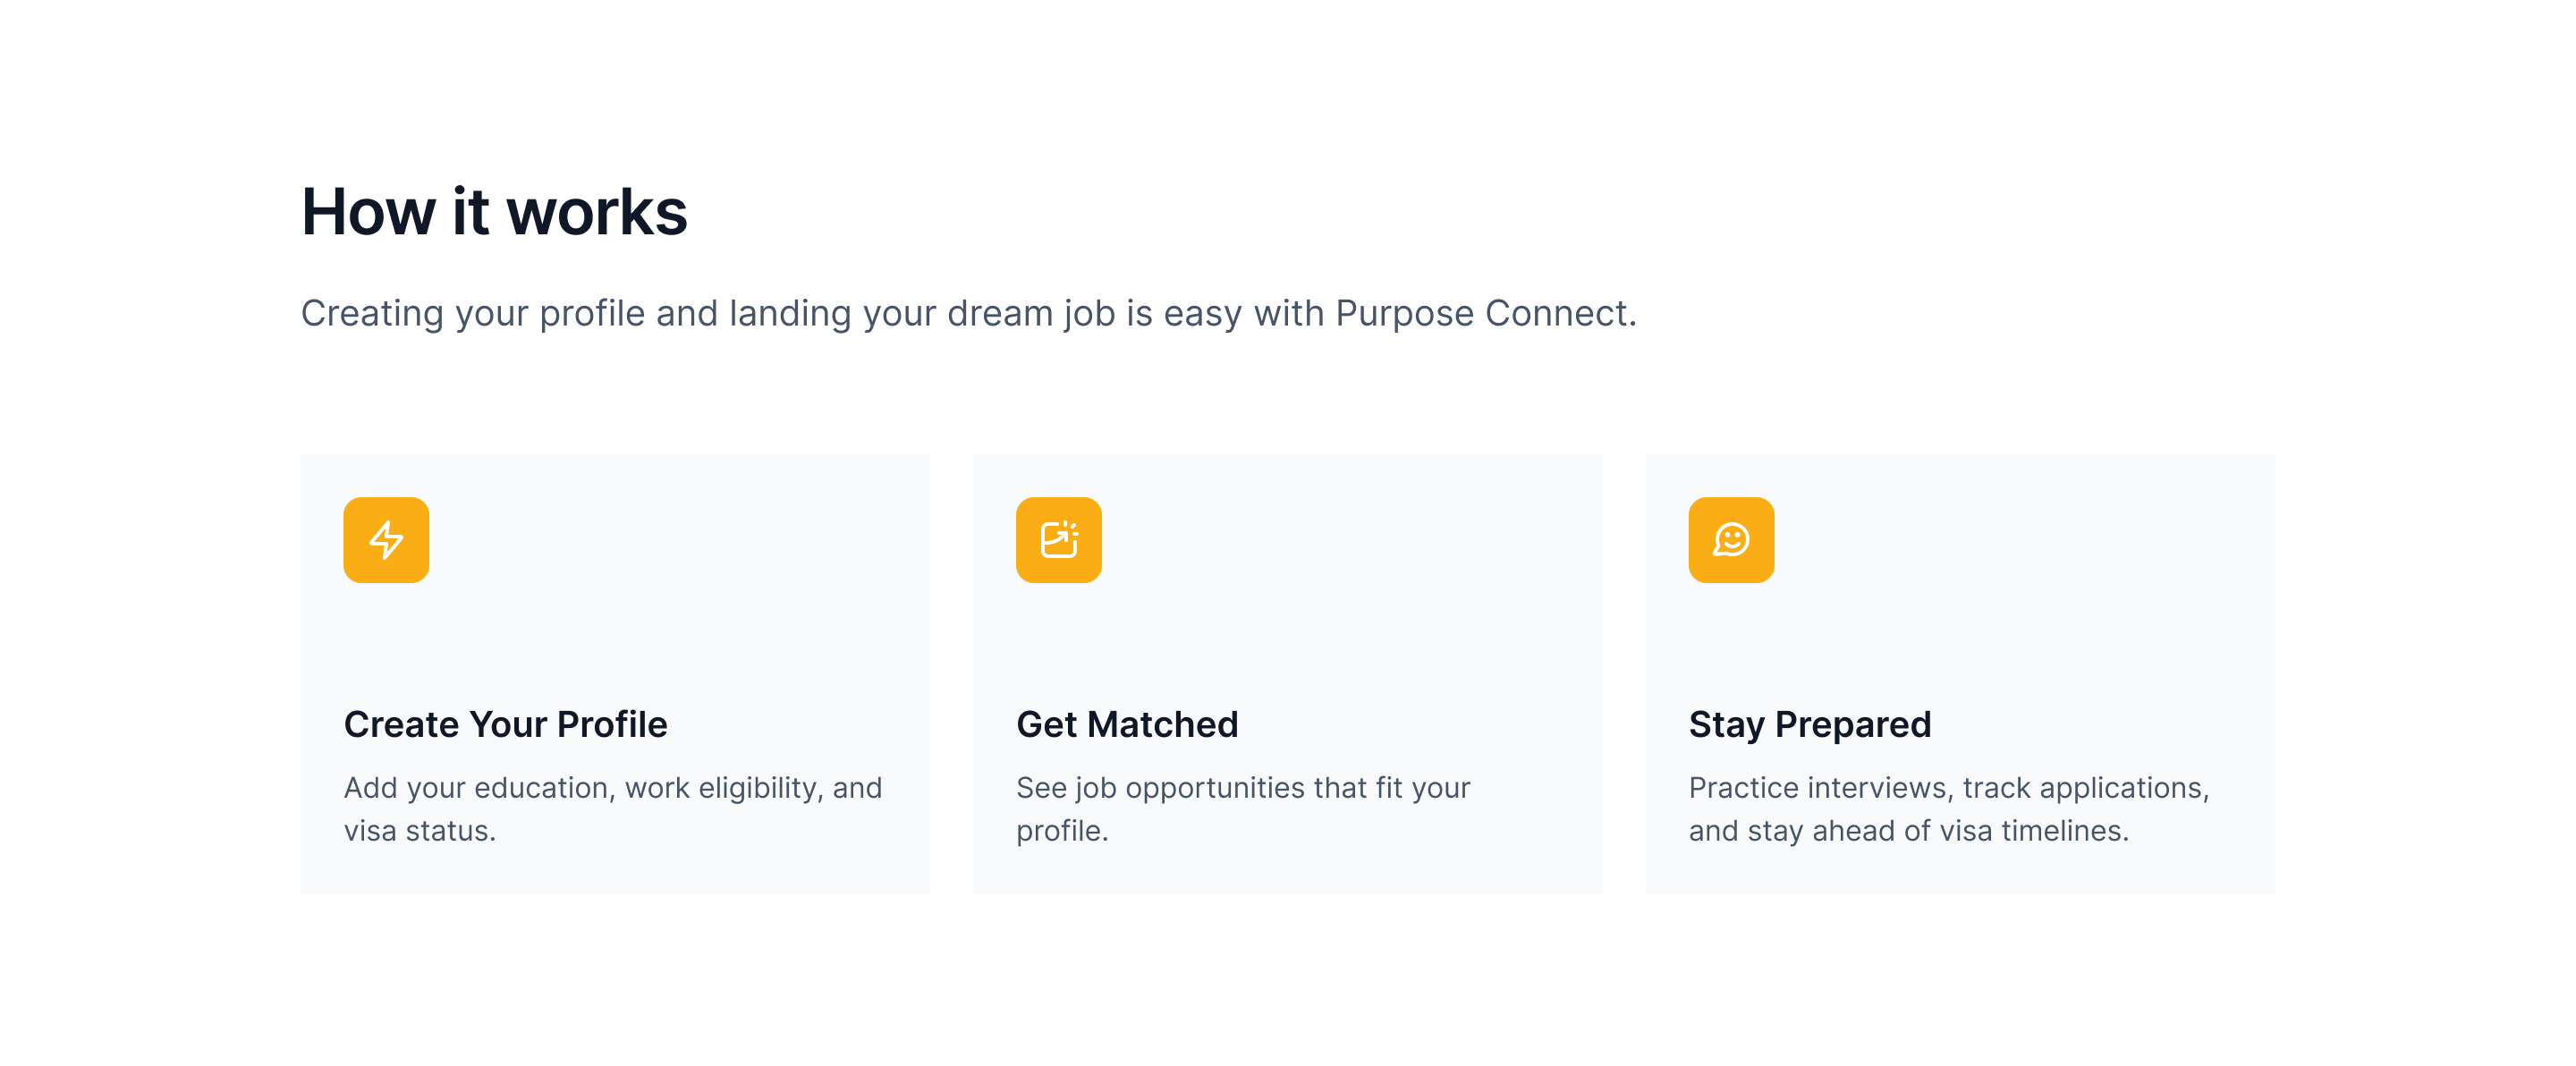 How it works
Creating your profile and landing your dream job is easy with Purpose Connect.
Create Your Profile
Add your education, work eligibility, and
visa status.
Get Matched
See job opportunities that fit your
profile.
Stay Prepared
Practice interviews, track applications,
and stay ahead of visa timelines.